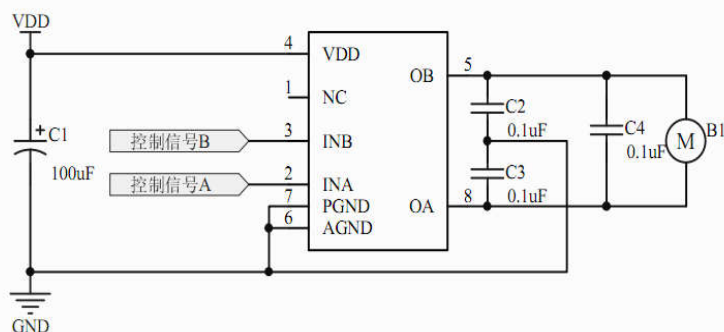 VDD
4
VDD
OB
5
1
NC
C1
C2
0.1uF
3
控制信号B
INB
100uF
C4
0.1uF
M
B1
2
控制信号A
INA
C3
0.1uF
7
PGND
OA
8
6
AGND
GND